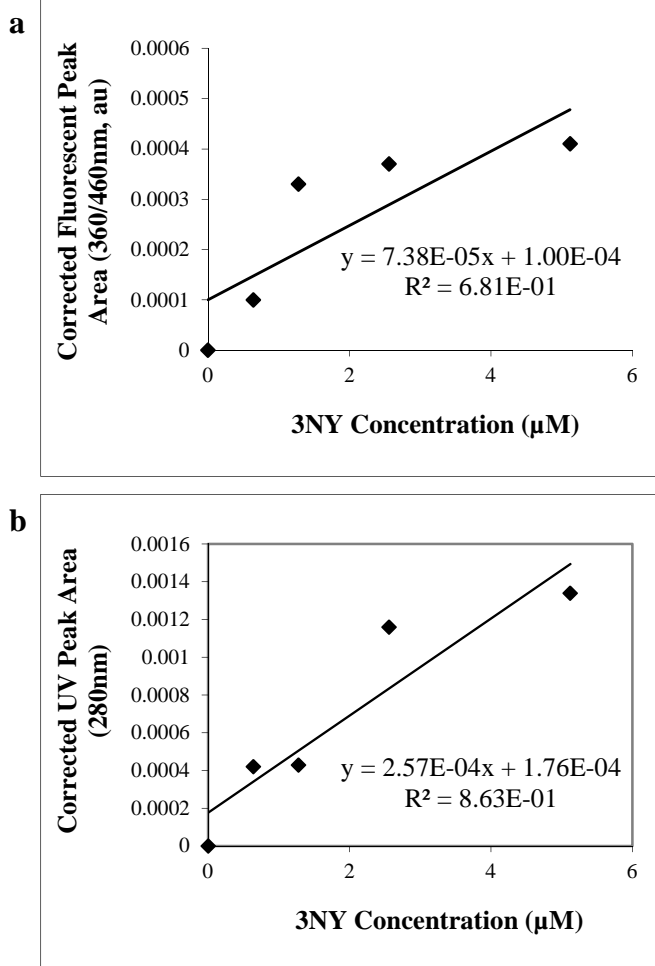 a
Corrected Fluorescent Peak
Area (360/460nm, au)
0.0006
0.0005
0.0004
0.0003
0.0002
0.0001
0
y = 7.38E-05x + 1.00E-04
R² = 6.81E-01
0 2 4 6
3NY Concentration (µM)
b
Corrected UV Peak Area
(280nm)
0.0016
0.0014
0.0012
0.001
0.0008
0.0006
0.0004
0.0002
0
y = 2.57E-04x + 1.76E-04
R² = 8.63E-01
0 2 4 6
3NY Concentration (µM)